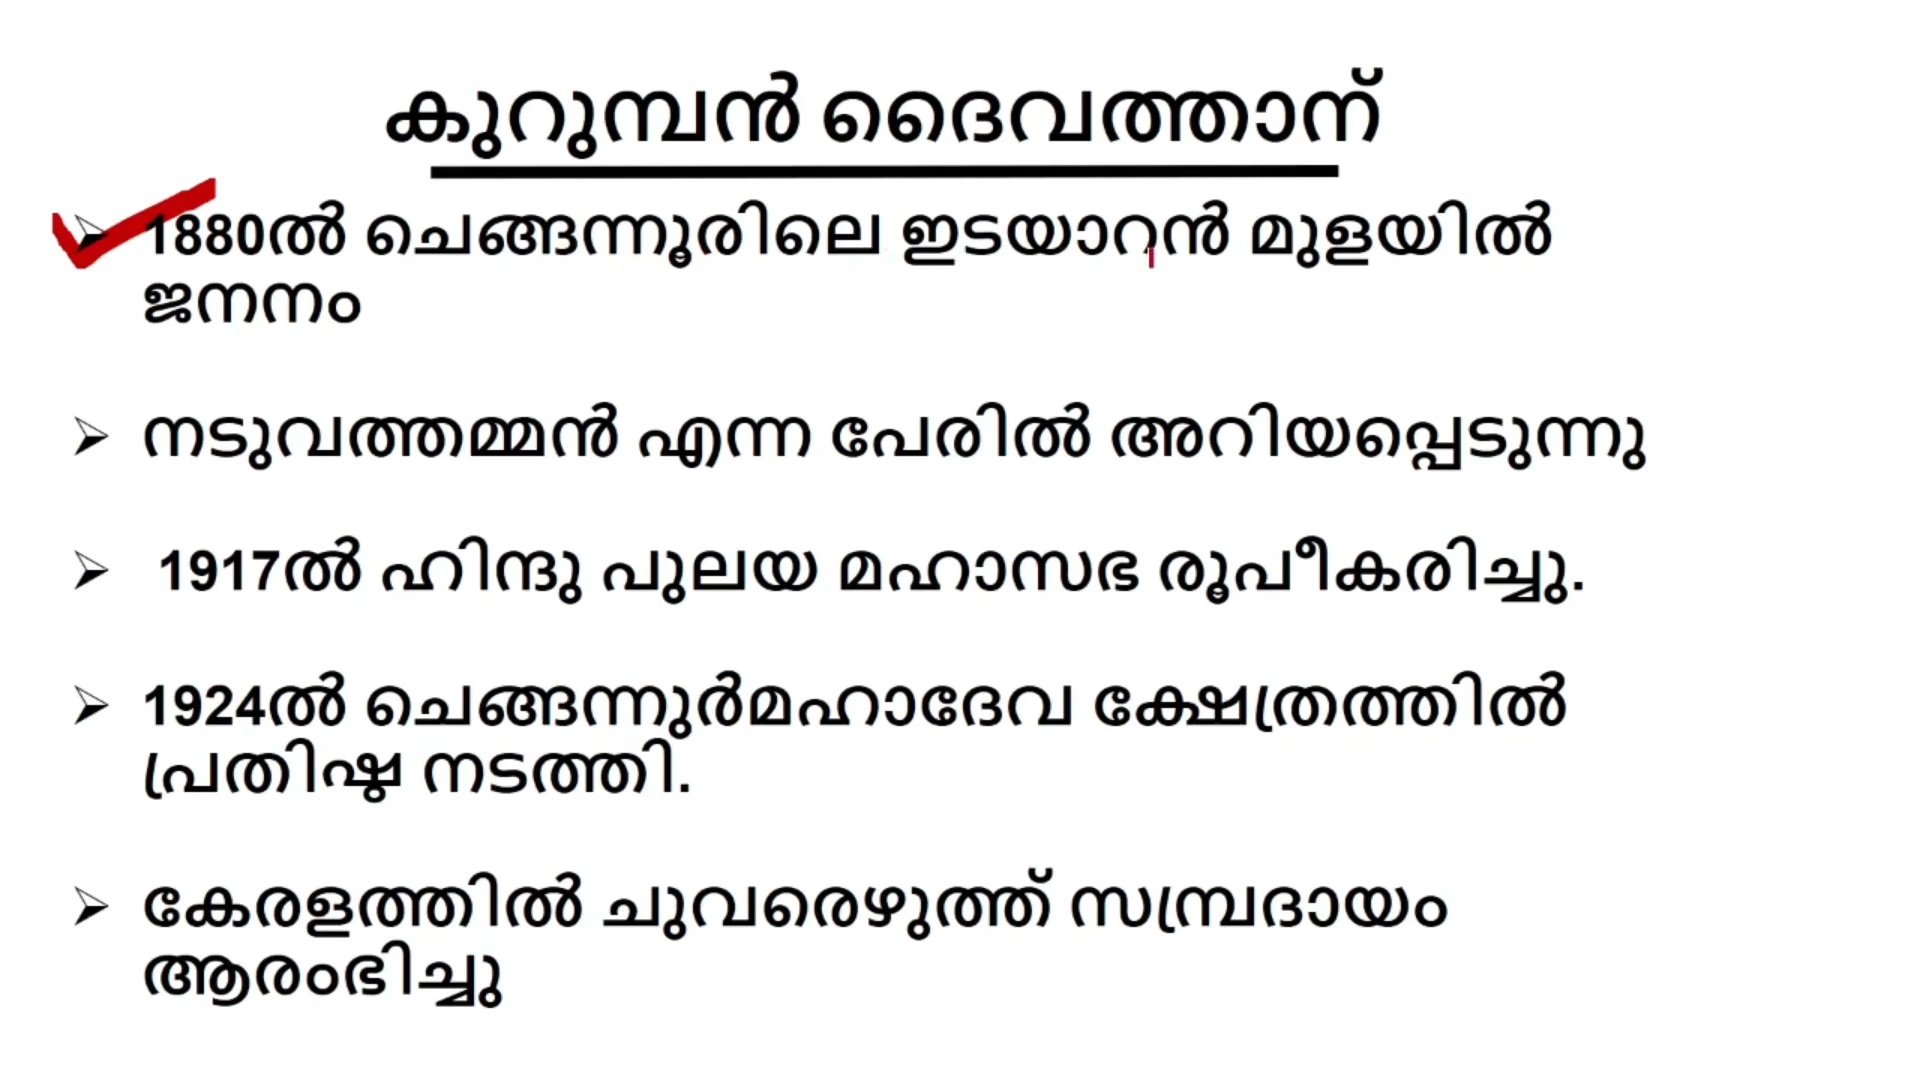 കുറുമ്പൻ ദൈവത്താന്
1880ൽ ചെങ്ങന്നൂരിലെ ഇടയാറൻ മുളയിൽ
ജനനം
നടുവത്തമ്മൻ എന്ന പേരിൽ അറിയപ്പെടുന്നു
1917ൽ ഹിന്ദു പുലയ മഹാസഭ രൂപീകരിച്ചു.
1924ൽ ചെങ്ങന്നുർമഹാദേവ ക്ഷേത്രത്തിൽ
പ്രതിഷ്ഠ നടത്തി.
കേരളത്തിൽ ചുവരെഴുത്ത് സമ്പ്രദായം
ആരംഭിച്ചു